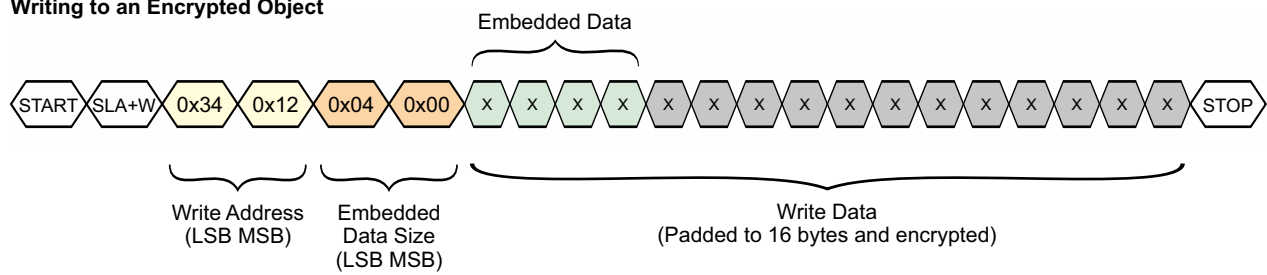 Writing to an Encrypted Object
Embedded Data
START SLA+W 0x34 0x12 0x04 0x00 X X X X X X X X X X X X X X X X STOP
Write Address
(LSB MSB)
Embedded
Data Size
(LSB MSB)
Write Data
(Padded to 16 bytes and encrypted)